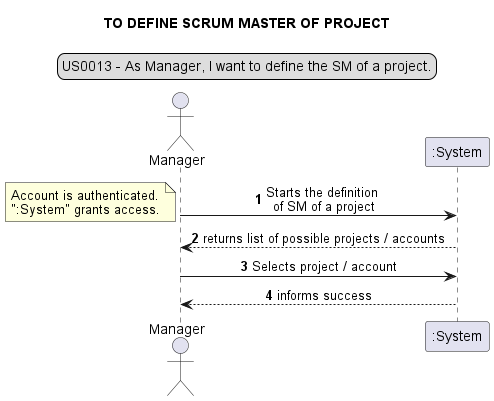 TO DEFINE SCRUM MASTER OF PROJECT
US0013 - As Manager, I want to define the SM of a project.
Manager
:System
Account is authenticated.
":System" grants access.
1 Starts the definition
of SM of a project
2 returns list of possible projects / accounts
3 Selects project / account
4 informs success
Manager
:System